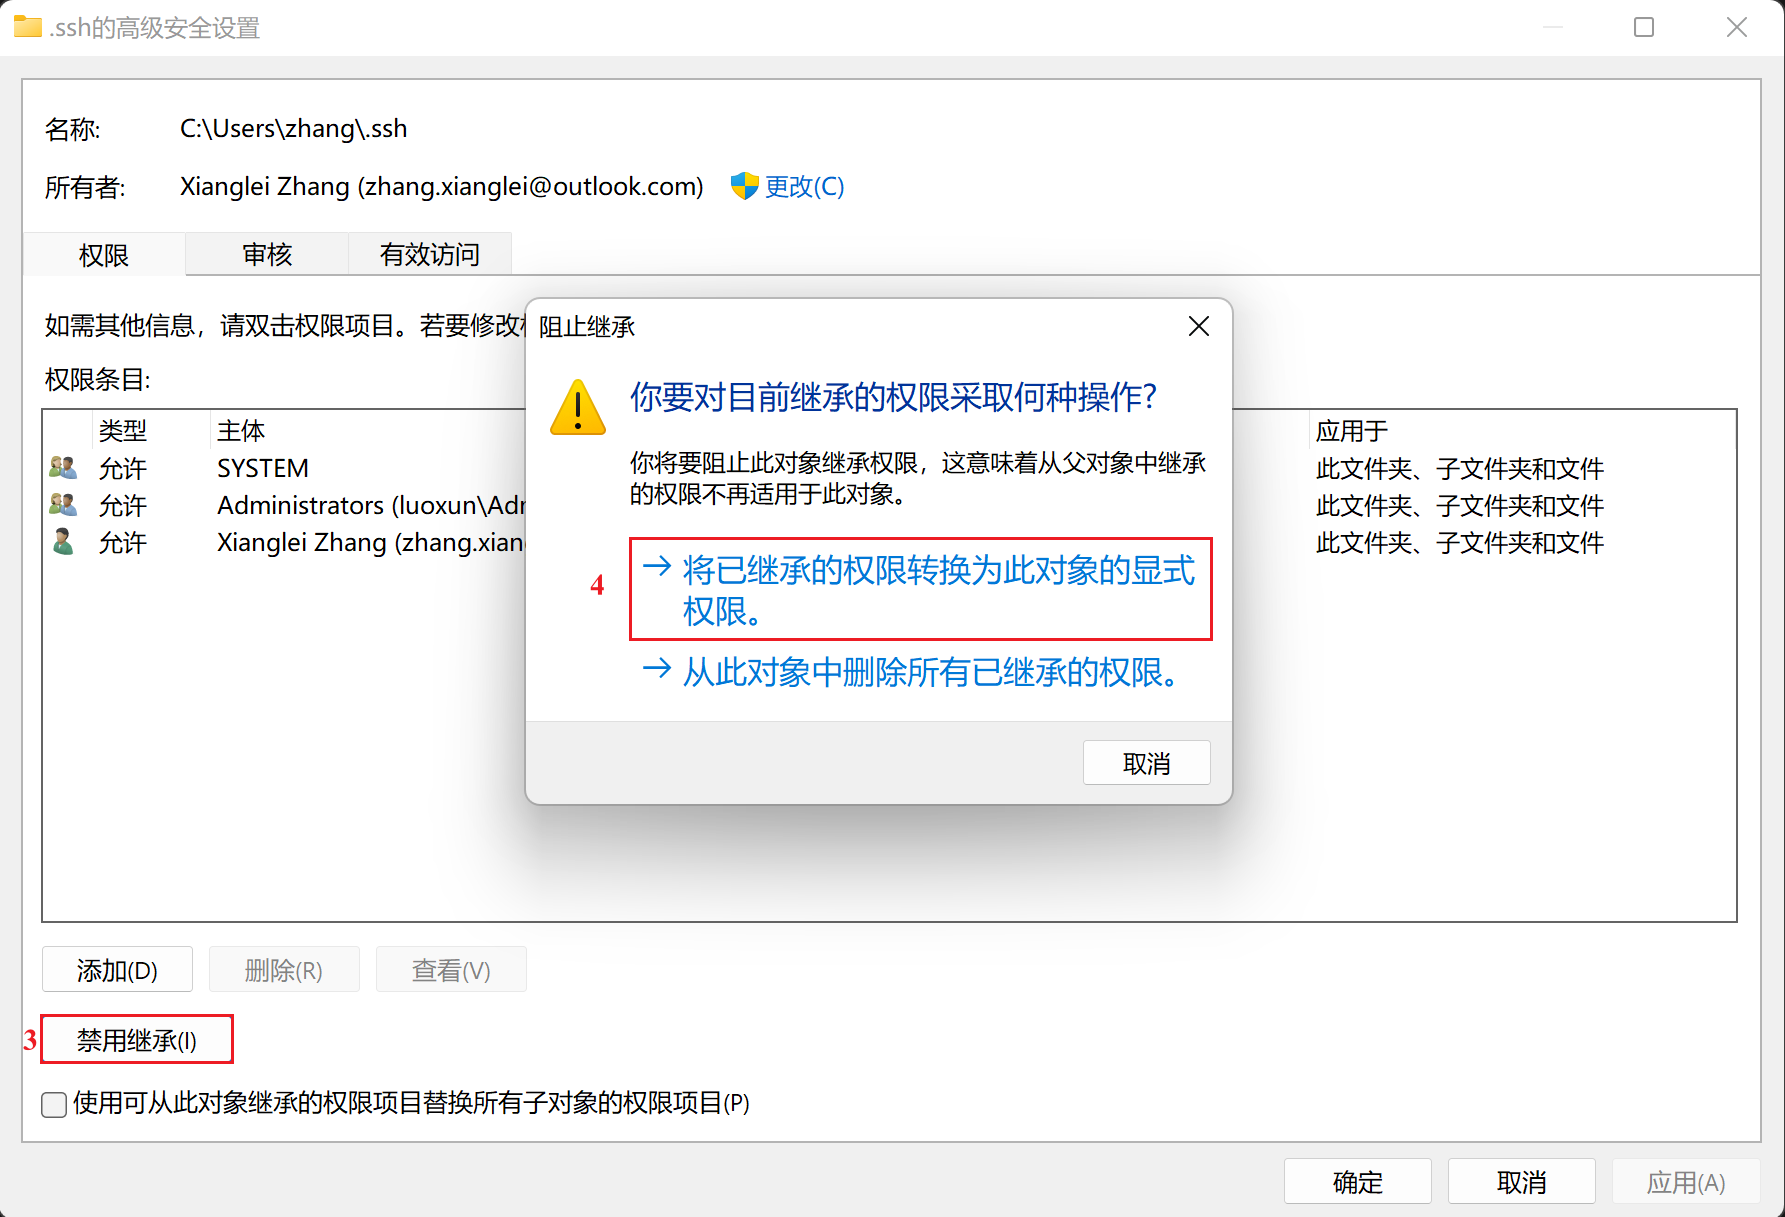 .ssh的高级安全设置
名称: C:\Users\zhang\.ssh
所有者: Xianglei Zhang (zhang.xianglei@outlook.com) 更改(C)
权限 审核 有效访问
如需其他信息，请双击权限项目。若要修改
权限条目:
类型 主体 应用于
允许 SYSTEM 此文件夹、子文件夹和文件
允许 Administrators (luoxun\Adr 此文件夹、子文件夹和文件
允许 Xianglei Zhang (zhang.xian 此文件夹、子文件夹和文件
阻止继承
你要对目前继承的权限采取何种操作?
你将要阻止此对象继承权限，这意味着从父对象中继承
的权限不再适用于此对象。
4
将已继承的权限转换为此对象的显式
权限。
从此对象中删除所有已继承的权限。
取消
添加(D) 删除(R) 查看(V)
3 禁用继承(I)
使用可从此对象继承的权限项目替换所有子对象的权限项目(P)
确定 取消 应用(A)